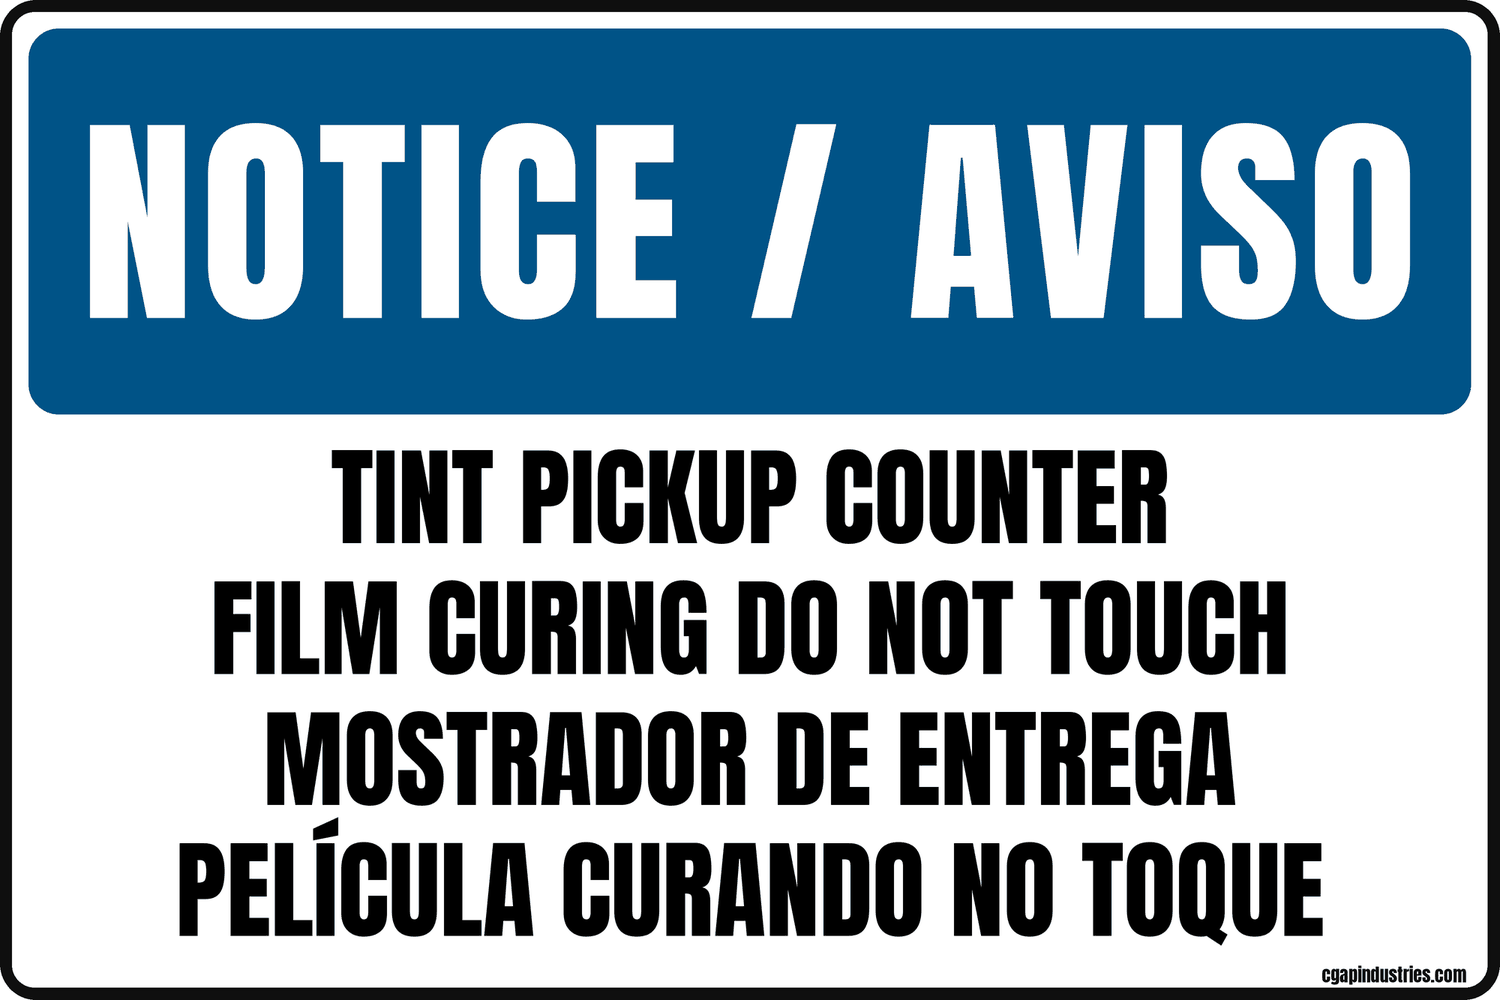 NOTICE / AVISO
TINT PICKUP COUNTER
FILM CURING DO NOT TOUCH
MOSTRADOR DE ENTREGA
PELÍCULA CURANDO NO TOQUE
cgapindustries.com